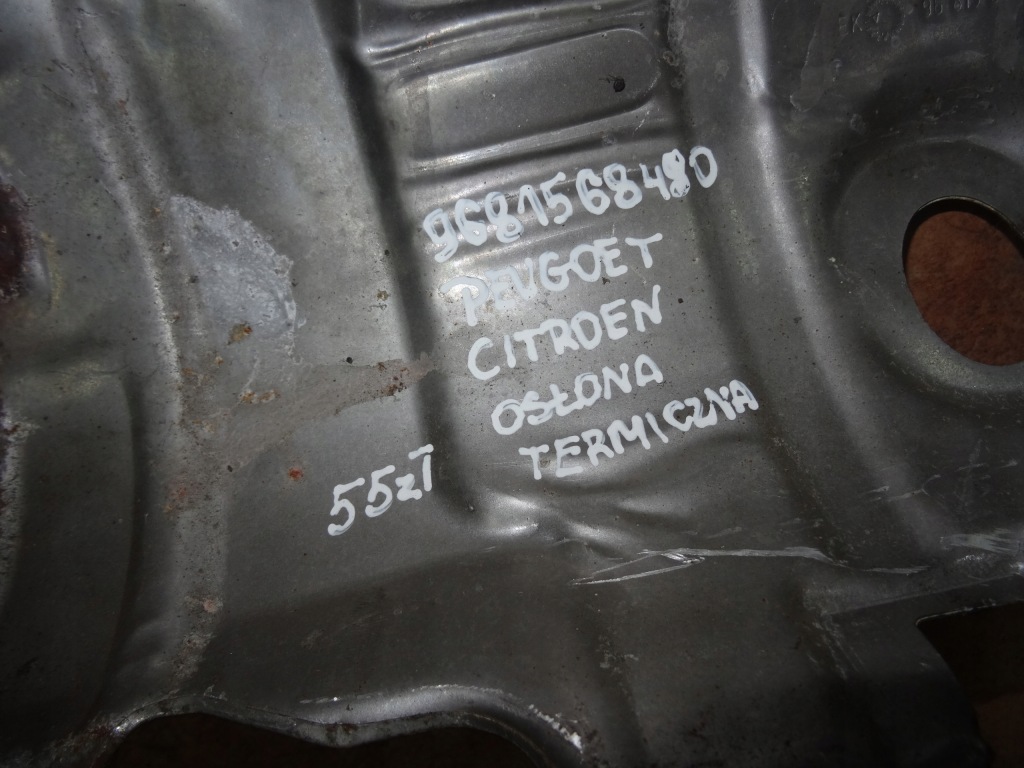 9681568480
PEUGOET
CITROEN
OSŁONA
TERMICZNA
55zł